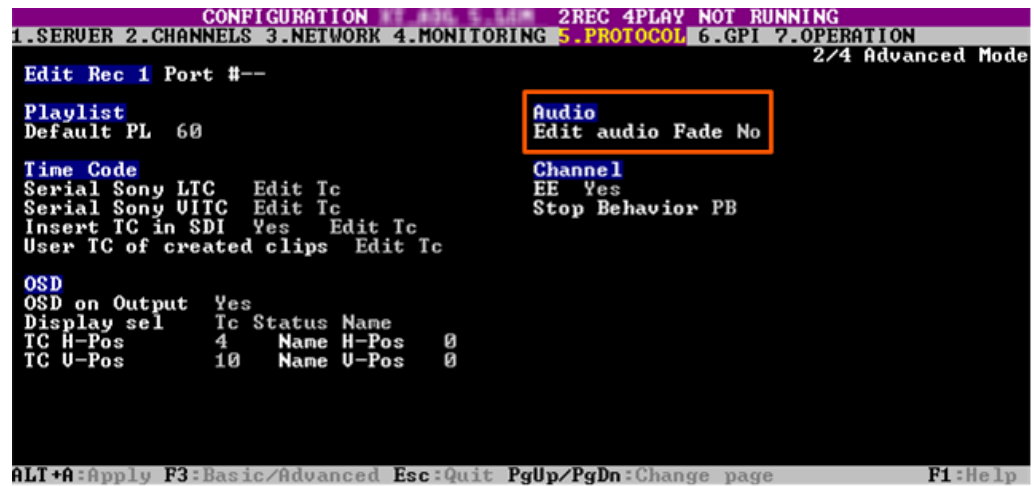 CONFIGURATION 2REC 4PLAY NOT RUNNING
1.SERVER 2.CHANNELS 3.NETWORK 4.MONITORING 5.PROTOCOL 6.GPI 7.OPERATION
2/4 Advanced Mode
Edit Rec 1 Port #--
Playlist
Default PL 60
Audio
Edit audio Fade No
Time Code
Serial Sony LTC Edit Tc
Serial Sony VITC Edit Tc
Insert TC in SDI Yes Edit Tc
User TC of created clips Edit Tc
Channel
EE Yes
Stop Behavior PB
OSD
OSD on Output Yes
Display sel Tc Status Name
TC H-Pos 4 Name H-Pos 0
TC V-Pos 10 Name V-Pos 0
ALT+A:Apply F3:Basic/Advanced Esc:Quit PgUp/PgDn:Change page F1:Help